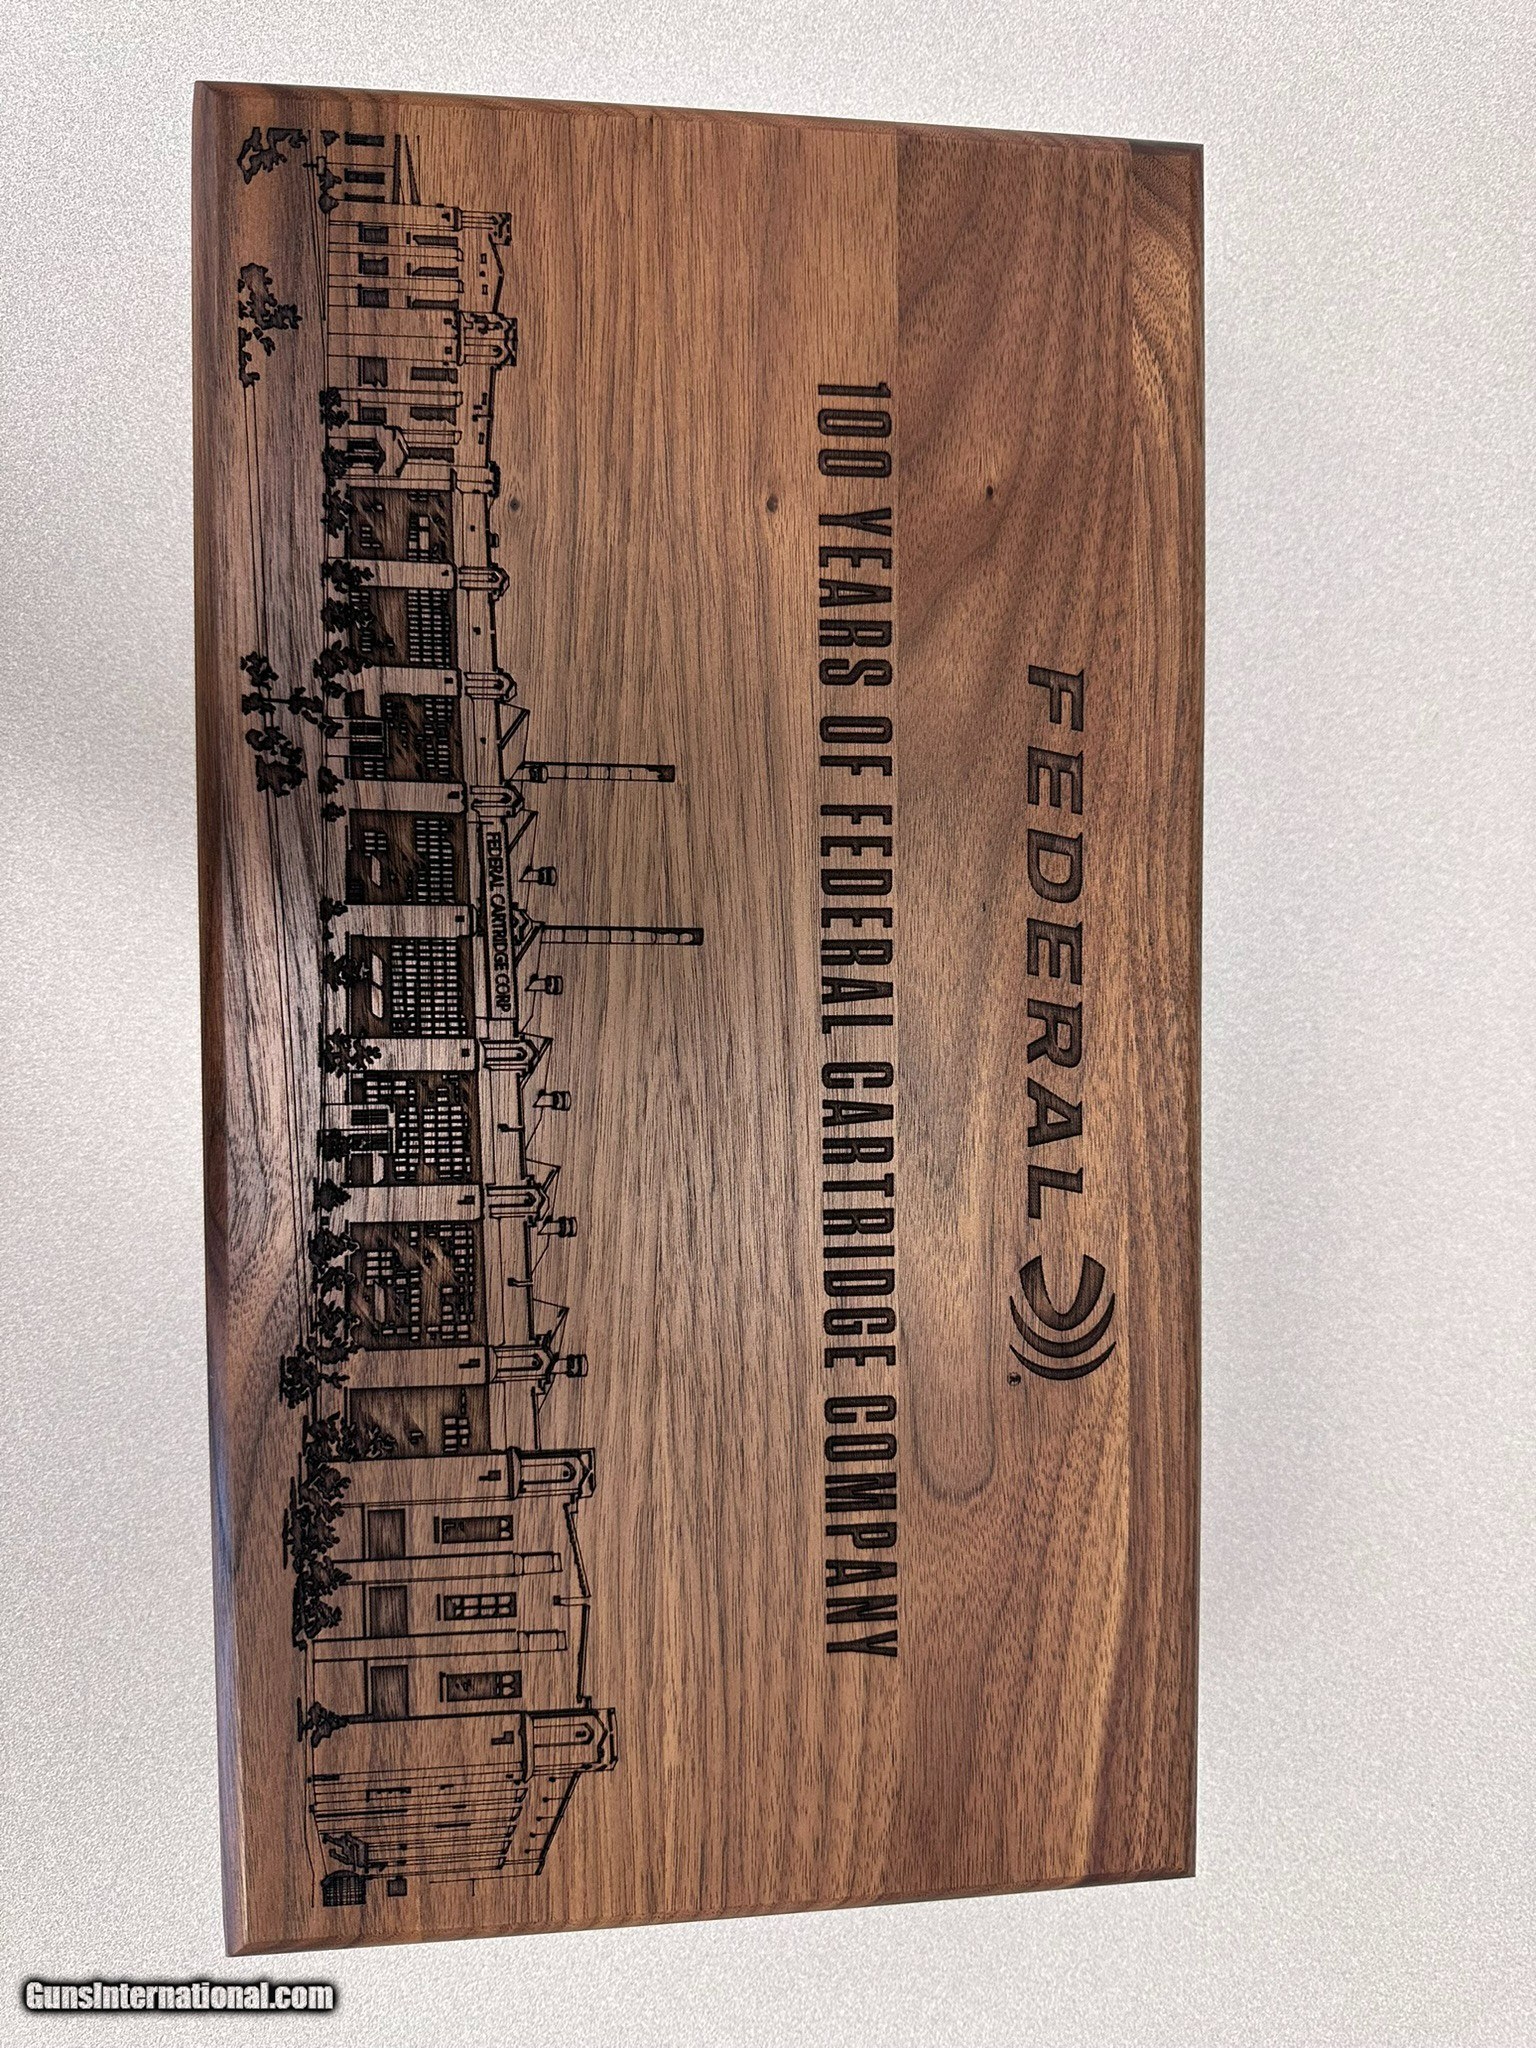 FEDERAL
®
100 YEARS OF FEDERAL CARTRIDGE COMPANY
FEDERAL CARTRIDGE CORP
GunsInternational.com